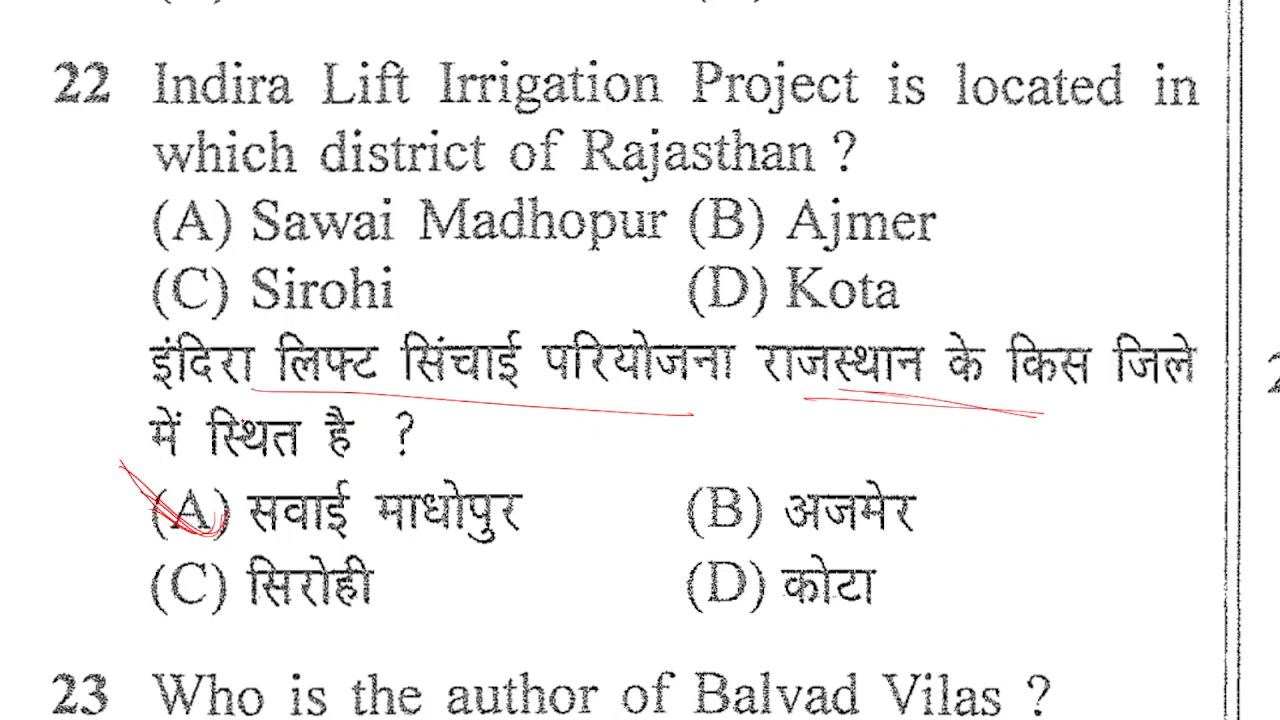 22 Indira Lift Irrigation Project is located in
which district of Rajasthan ?
(A) Sawai Madhopur (B) Ajmer
(C) Sirohi (D) Kota
इंदिरा लिफ्ट सिंचाई परियोजना राजस्थान के किस जिले
में स्थित है ?
(A) सवाई माधोपुर (B) अजमेर
(C) सिरोही (D) कोटा
23 Who is the author of Balvad Vilas ?